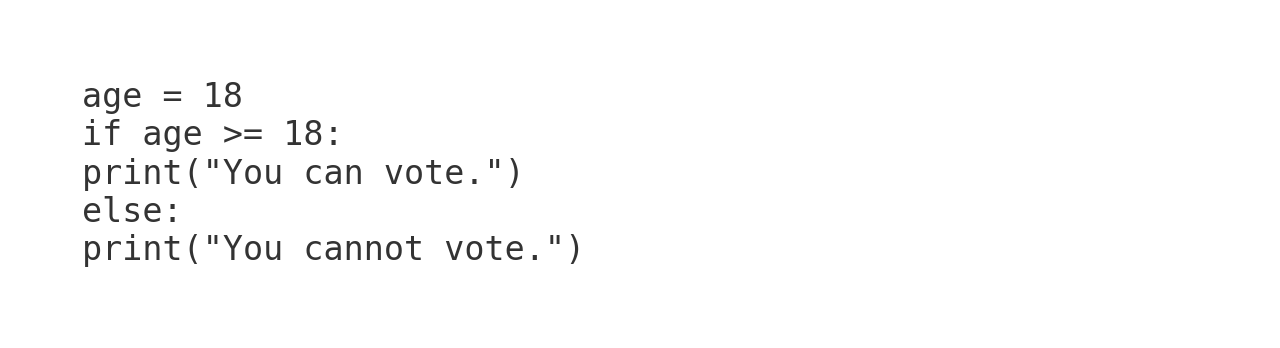 age = 18
if age >= 18:
print("You can vote.")
else:
print("You cannot vote.")